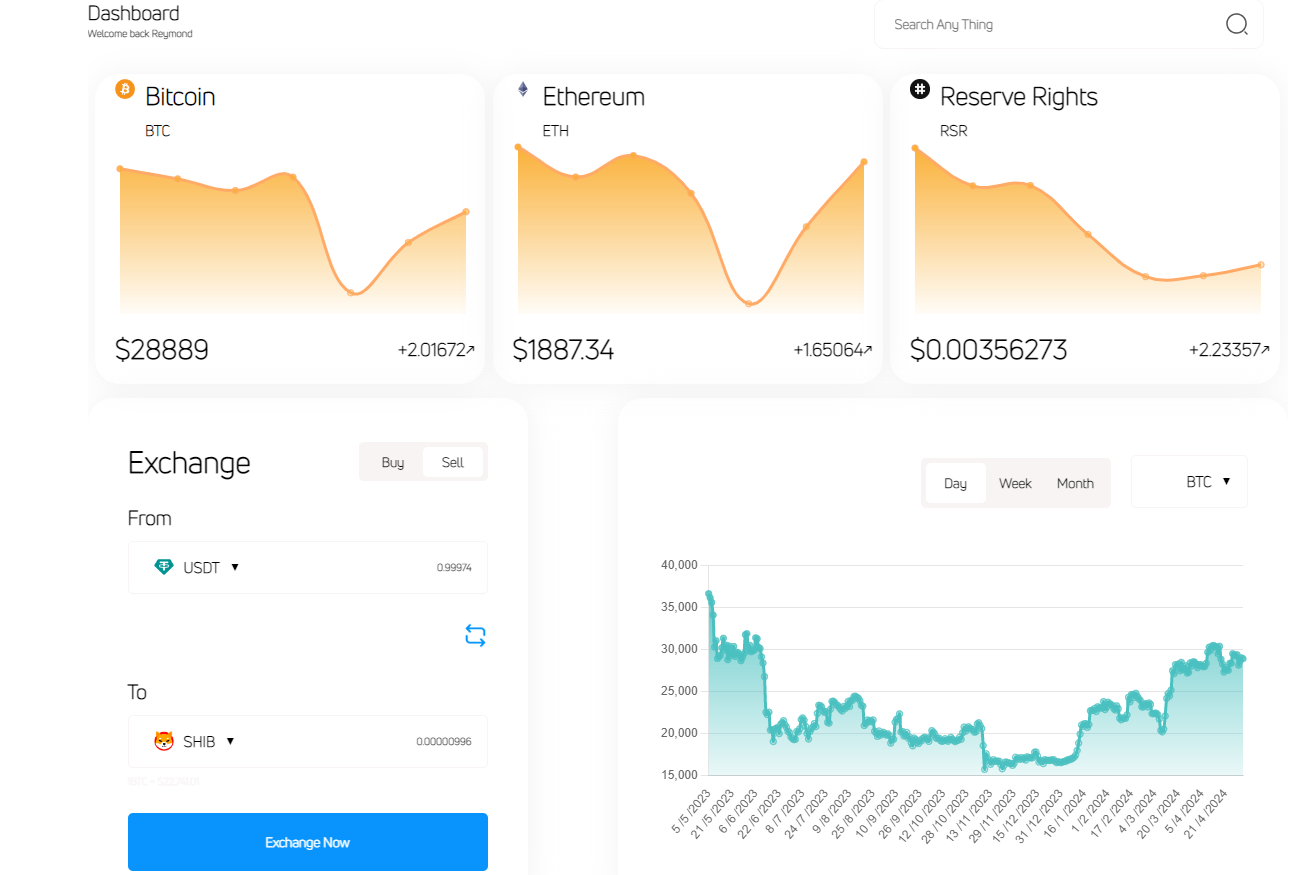 Dashboard
Welcome back Reymond
Search Any Thing
Bitcoin
BTC
$28889
+2.01672↗
Ethereum
ETH
$1887.34
+1.65064↗
Reserve Rights
RSR
$0.00356273
+2.23357↗
Exchange
Buy Sell
From
USDT ▼ 0.99974
To
SHIB ▼ 0.00000996
Exchange Now
Day Week Month
BTC ▼
40,000
35,000
30,000
25,000
20,000
15,000
5/5/2023
21/5/2023
6/6/2023
22/6/2023
8/7/2023
24/7/2023
9/8/2023
25/8/2023
10/9/2023
26/9/2023
12/10/2023
28/10/2023
13/11/2023
29/11/2023
15/12/2023
31/12/2023
16/1/2024
1/2/2024
17/2/2024
4/3/2024
20/3/2024
5/4/2024
21/4/2024